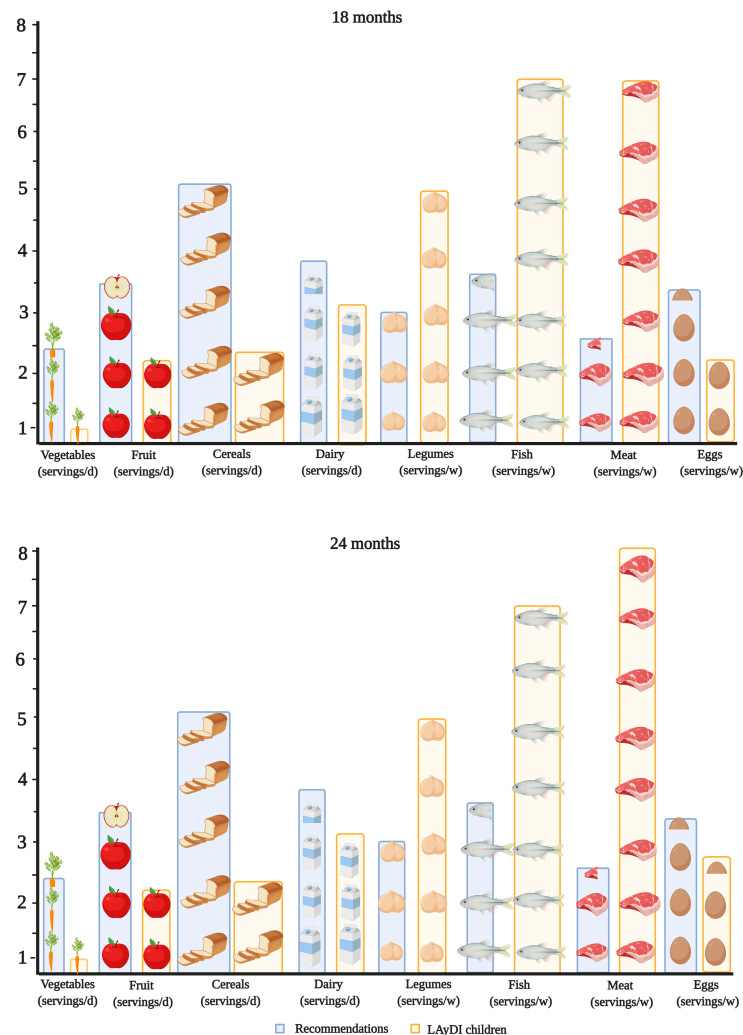 18 months
8
7
6
5
4
3
2
1
Vegetables Fruit Cereals Dairy Legumes Fish Meat Eggs
(servings/d) (servings/d) (servings/d) (servings/d) (servings/w) (servings/w) (servings/w) (servings/w)
24 months
8
7
6
5
4
3
2
1
Vegetables Fruit Cereals Dairy Legumes Fish Meat Eggs
(servings/d) (servings/d) (servings/d) (servings/d) (servings/w) (servings/w) (servings/w) (servings/w)
Recommendations LAyDI children